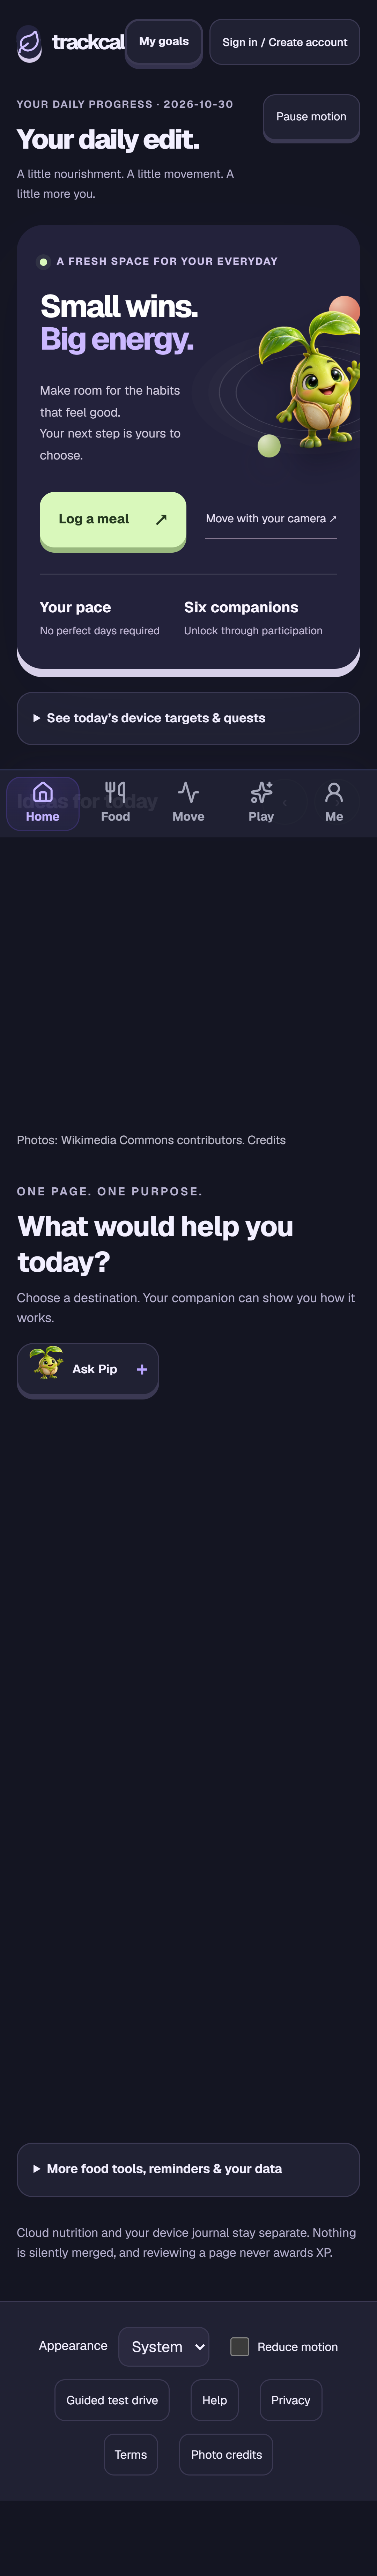 trackcal
My goals
Sign in / Create account
YOUR DAILY PROGRESS · 2026-10-30
Your daily edit.
A little nourishment. A little movement. A
little more you.
Pause motion
A FRESH SPACE FOR YOUR EVERYDAY
Small wins.
Big energy.
Make room for the habits
that feel good.
Your next step is yours to
choose.
Log a meal ↗
Move with your camera ↗
Your pace
No perfect days required
Six companions
Unlock through participation
See today's device targets & quests
Ideas for today
Home
Food
Move
Play
Me
Photos: Wikimedia Commons contributors. Credits
ONE PAGE. ONE PURPOSE.
What would help you
today?
Choose a destination. Your companion can show you how it
works.
Ask Pip +
More food tools, reminders & your data
Cloud nutrition and your device journal stay separate. Nothing
is silently merged, and reviewing a page never awards XP.
Appearance
System
Reduce motion
Guided test drive
Help
Privacy
Terms
Photo credits